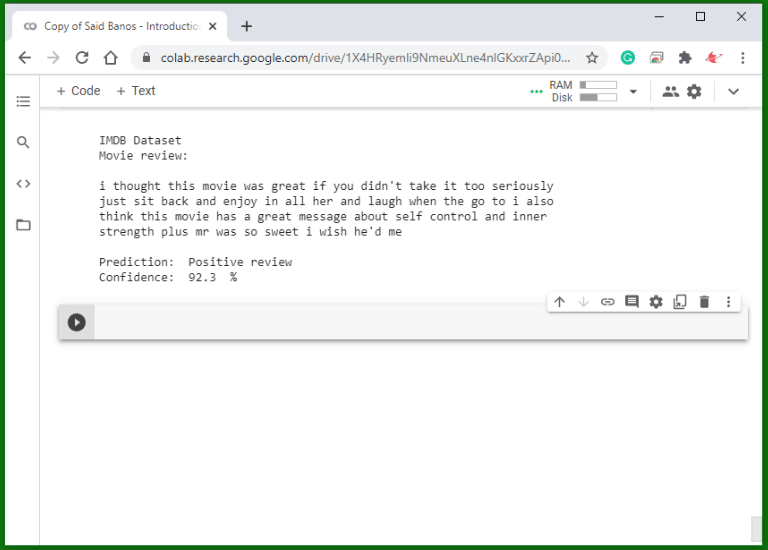 Copy of Said Banos - Introduction
colab.research.google.com/drive/1X4HRyemIi9NmeuXLne4nlGKxxrZApi0...
+ Code + Text
RAM
Disk
IMDB Dataset
Movie review:
i thought this movie was great if you didn't take it too seriously
just sit back and enjoy in all her and laugh when the go to i also
think this movie has a great message about self control and inner
strength plus mr was so sweet i wish he'd me
Prediction: Positive review
Confidence: 92.3 %